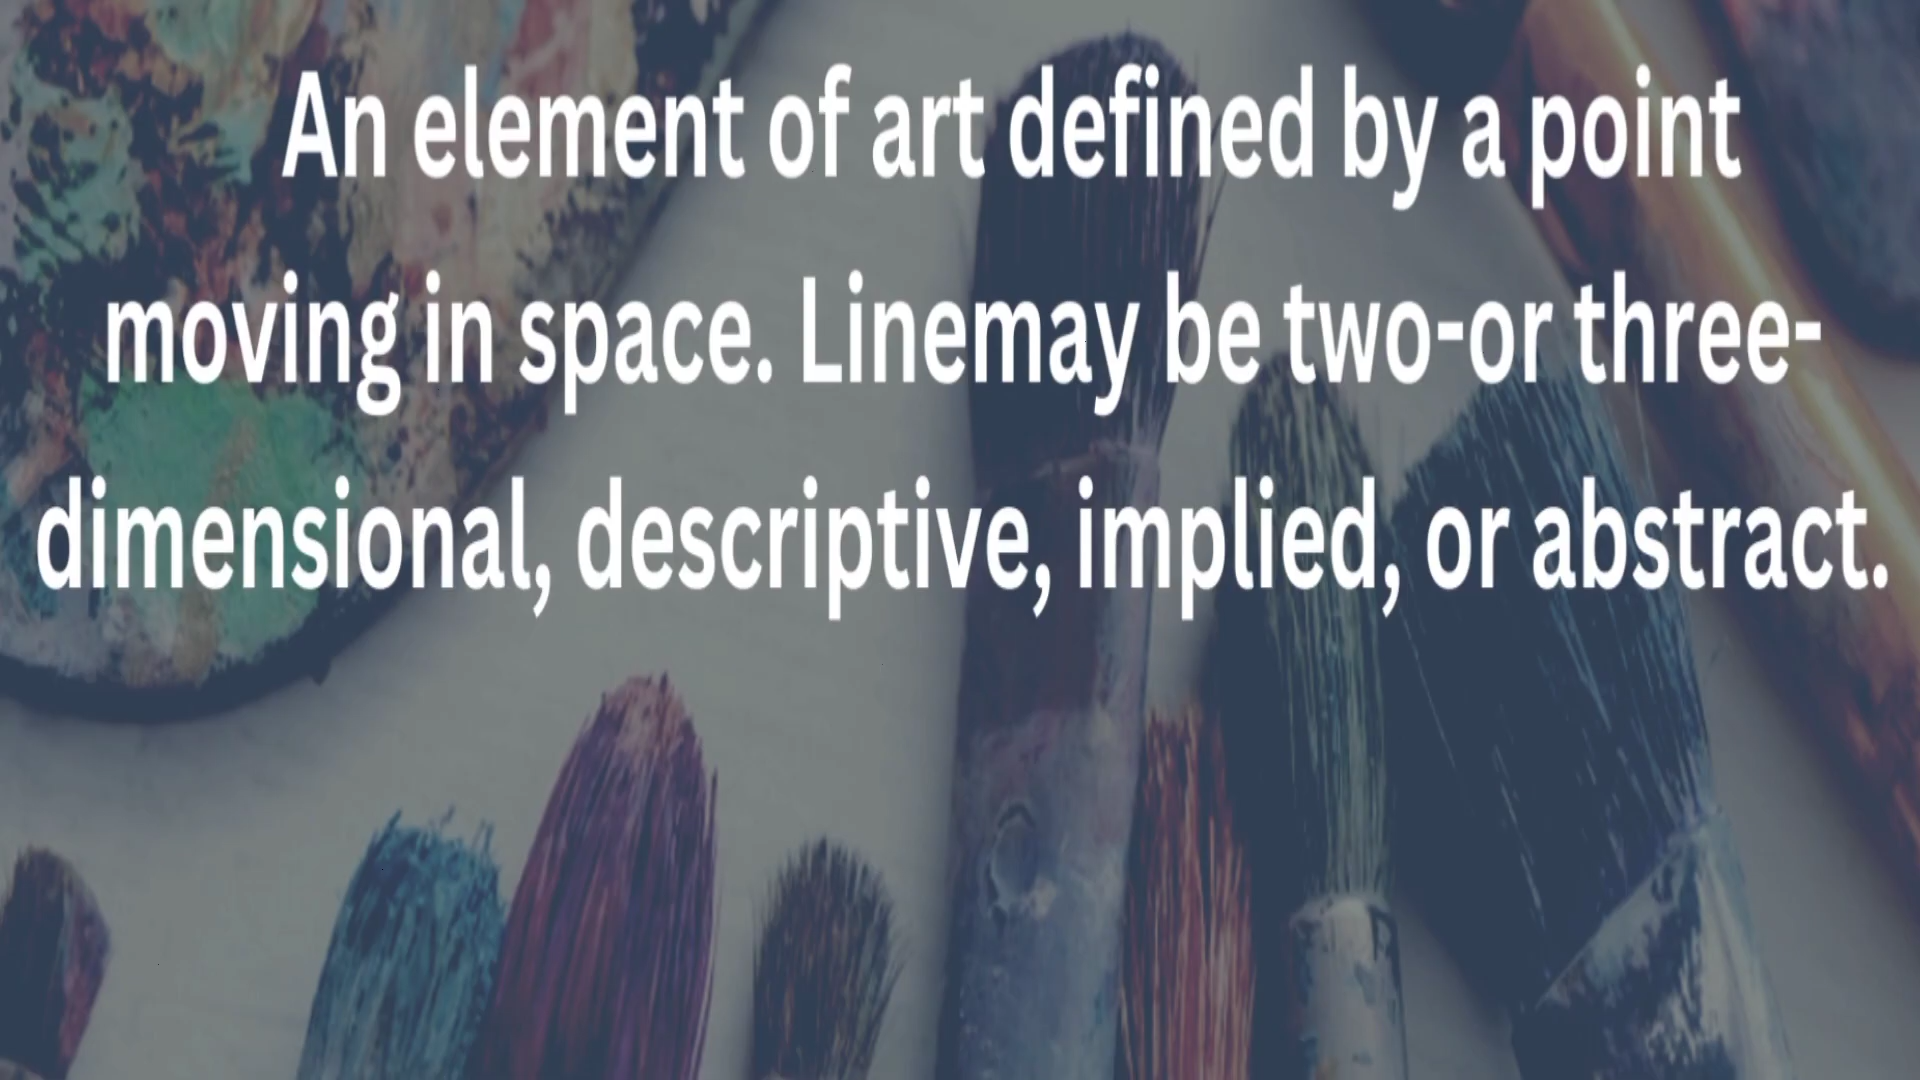 An element of art defined by a point
moving in space. Linemay be two-or three-
dimensional, descriptive, implied, or abstract.